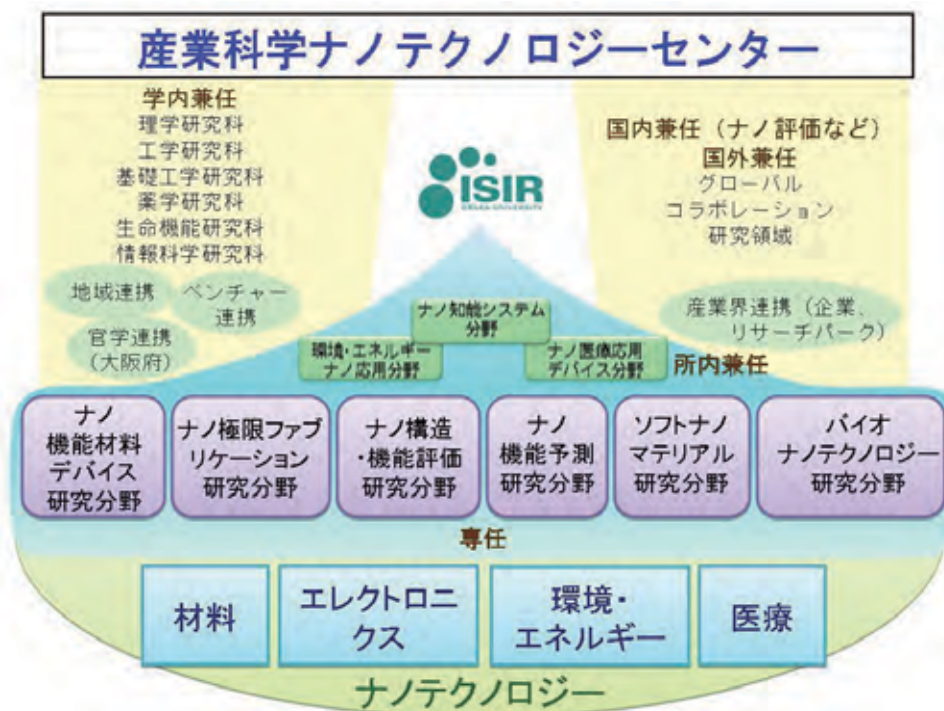 産業科学ナノテクノロジーセンター
学内兼任
理学研究科
工学研究科
基礎工学研究科
薬学研究科
生命機能研究科
情報科学研究科
地域連携
ベンチャー
連携
官学連携
(大阪府)
ISIR
OSAKA UNIVERSITY
国内兼任（ナノ評価など）
国外兼任
グローバル
コラボレーション
研究領域
産業界連携（企業、
リサーチパーク）
ナノ知能システム
分野
環境・エネルギー
ナノ応用分野
ナノ医療応用
デバイス分野
所内兼任
ナノ
機能材料
デバイス
研究分野
ナノ極限ファブ
リケーション
研究分野
ナノ構造
・機能評価
研究分野
ナノ
機能予測
研究分野
ソフトナノ
マテリアル
研究分野
バイオ
ナノテクノロジー
研究分野
専任
材料
エレクトロニ
クス
環境・
エネルギー
医療
ナノテクノロジー